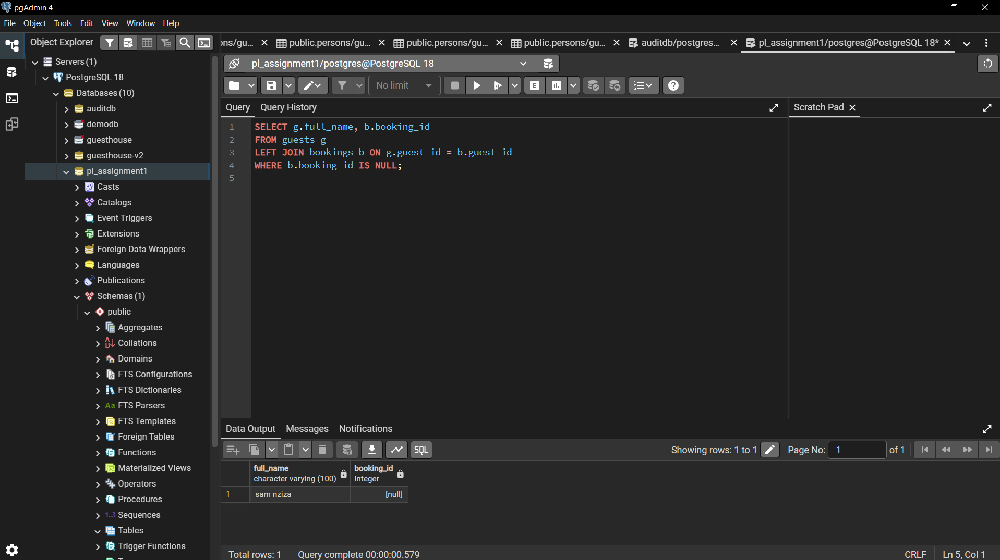 pgAdmin 4
File Object Tools Edit View Window Help
Object Explorer
ons/gu... public.persons/gu... public.persons/gu... public.persons/gu... auditdb/postgres... pl_assignment1/postgres@PostgreSQL 18*
Servers (1)
PostgreSQL 18
Databases (10)
auditdb
demodb
guesthouse
guesthouse-v2
pl_assignment1
Casts
Catalogs
Event Triggers
Extensions
Foreign Data Wrappers
Languages
Publications
Schemas (1)
public
Aggregates
Collations
Domains
FTS Configurations
FTS Dictionaries
Aa FTS Parsers
FTS Templates
Foreign Tables
Functions
Materialized Views
Operators
Procedures
1..3 Sequences
Tables
Trigger Functions
pl_assignment1/postgres@PostgreSQL 18
No limit
E
Query Query History
Scratch Pad
1 SELECT g.full_name, b.booking_id
2 FROM guests g
3 LEFT JOIN bookings b ON g.guest_id = b.guest_id
4 WHERE b.booking_id IS NULL;
5
Data Output Messages Notifications
SQL
Showing rows: 1 to 1 Page No: 1 of 1
full_name booking_id
character varying (100) integer
1 sam nziza [null]
Total rows: 1 Query complete 00:00:00.579 CRLF Ln 5, Col 1